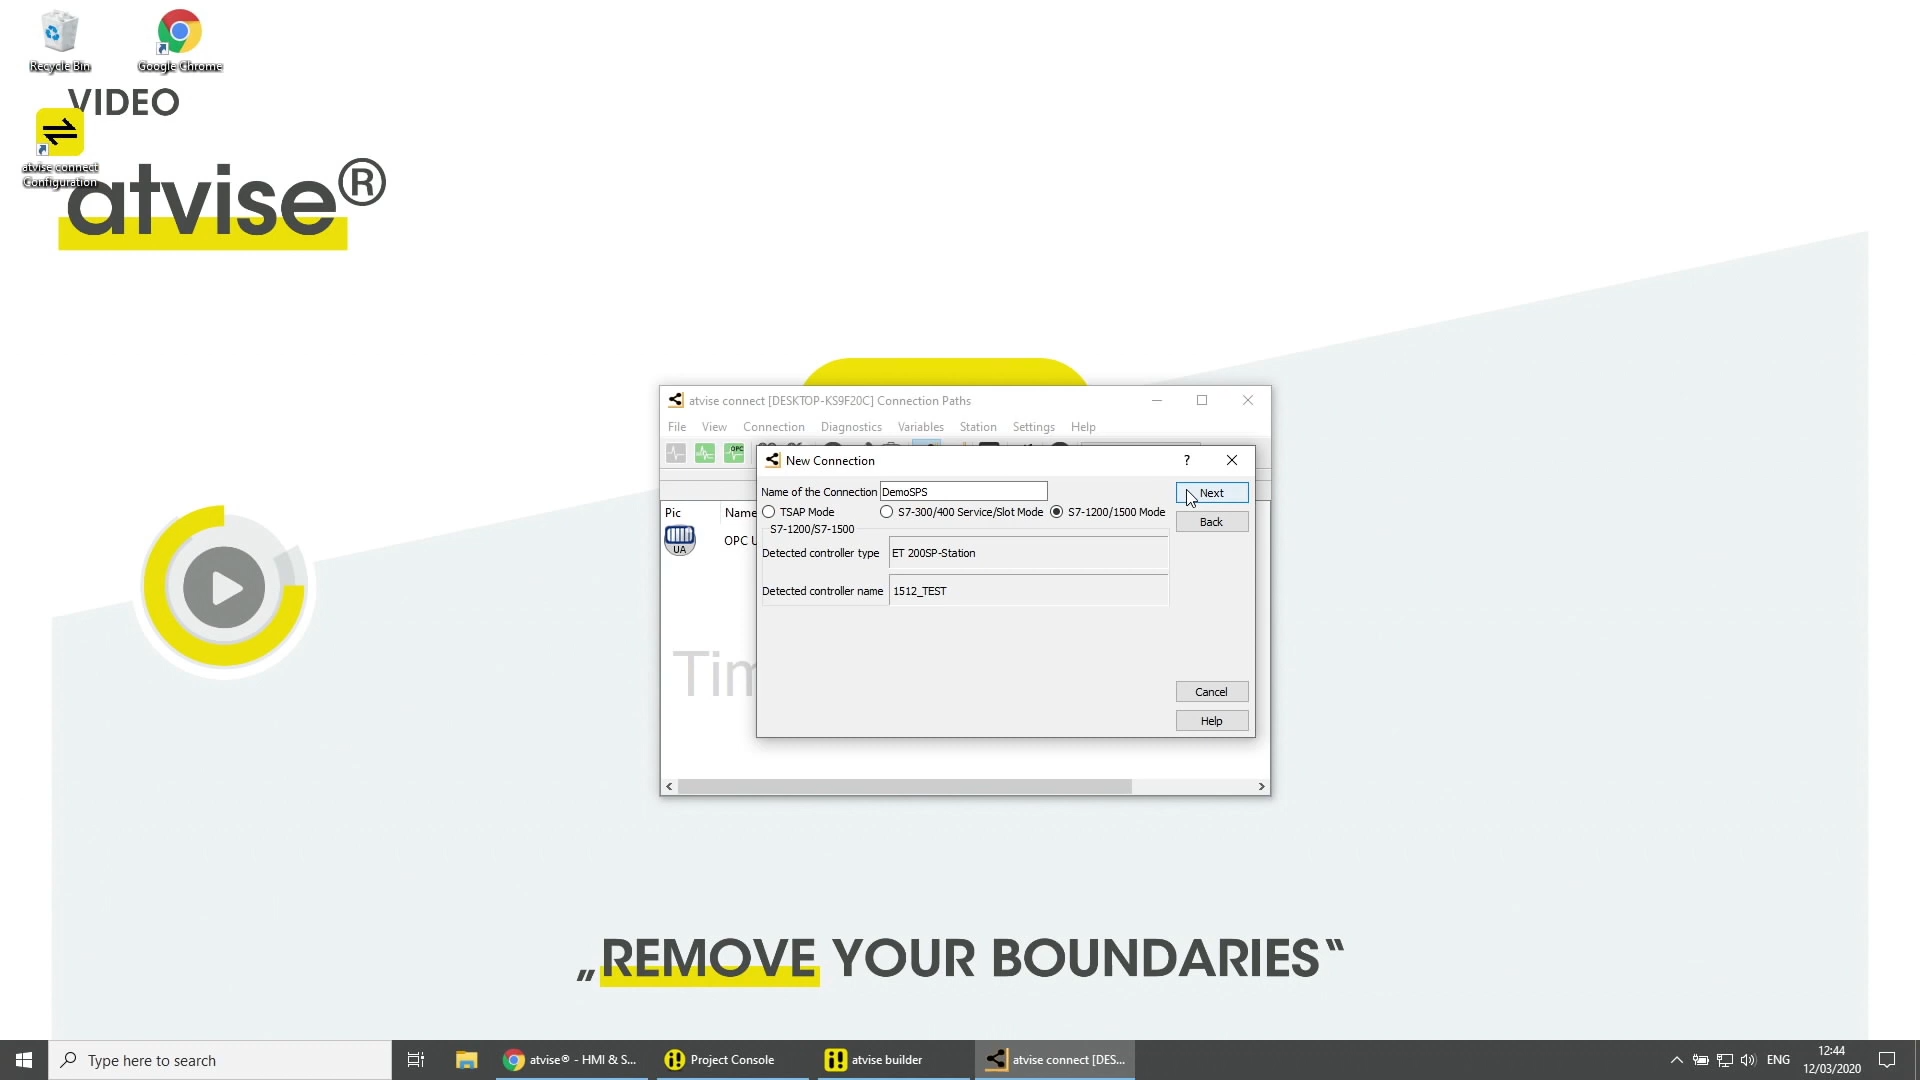 Recycle Bin
Google Chrome
VIDEO
atvise connect
Configuration
atvise®
atvise connect [DESKTOP-KS9F20C] Connection Paths
File View Connection Diagnostics Variables Station Settings Help
OPC
New Connection
?
Name of the Connection DemoSPS
Next
TSAP Mode S7-300/400 Service/Slot Mode S7-1200/1500 Mode
Back
Pic Name
S7-1200/S7-1500
UA
OPC U
Detected controller type ET 200SP-Station
Detected controller name 1512_TEST
Tim
Cancel
Help
„REMOVE YOUR BOUNDARIES“
Type here to search
atvise® - HMI & S...
Project Console
atvise builder
atvise connect [DES...
ENG
12:44
12/03/2020